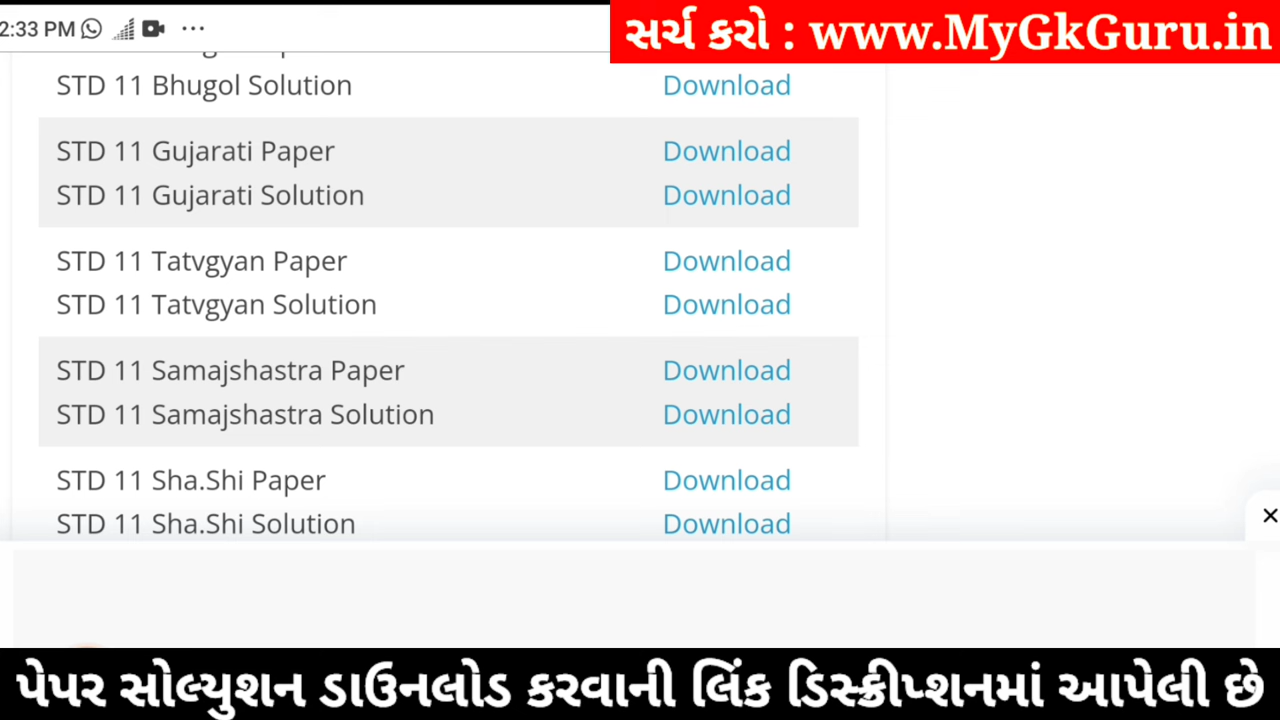 2:33 PM
સર્ચ કરો : www.MyGkGuru.in
STD 11 Bhugol Solution Download
STD 11 Gujarati Paper Download
STD 11 Gujarati Solution Download
STD 11 Tatvgyan Paper Download
STD 11 Tatvgyan Solution Download
STD 11 Samajshastra Paper Download
STD 11 Samajshastra Solution Download
STD 11 Sha.Shi Paper Download
STD 11 Sha.Shi Solution Download
પેપર સોલ્યુશન ડાઉનલોડ કરવાની લિંક ડિસ્ક્રીપ્શનમાં આપેલી છે